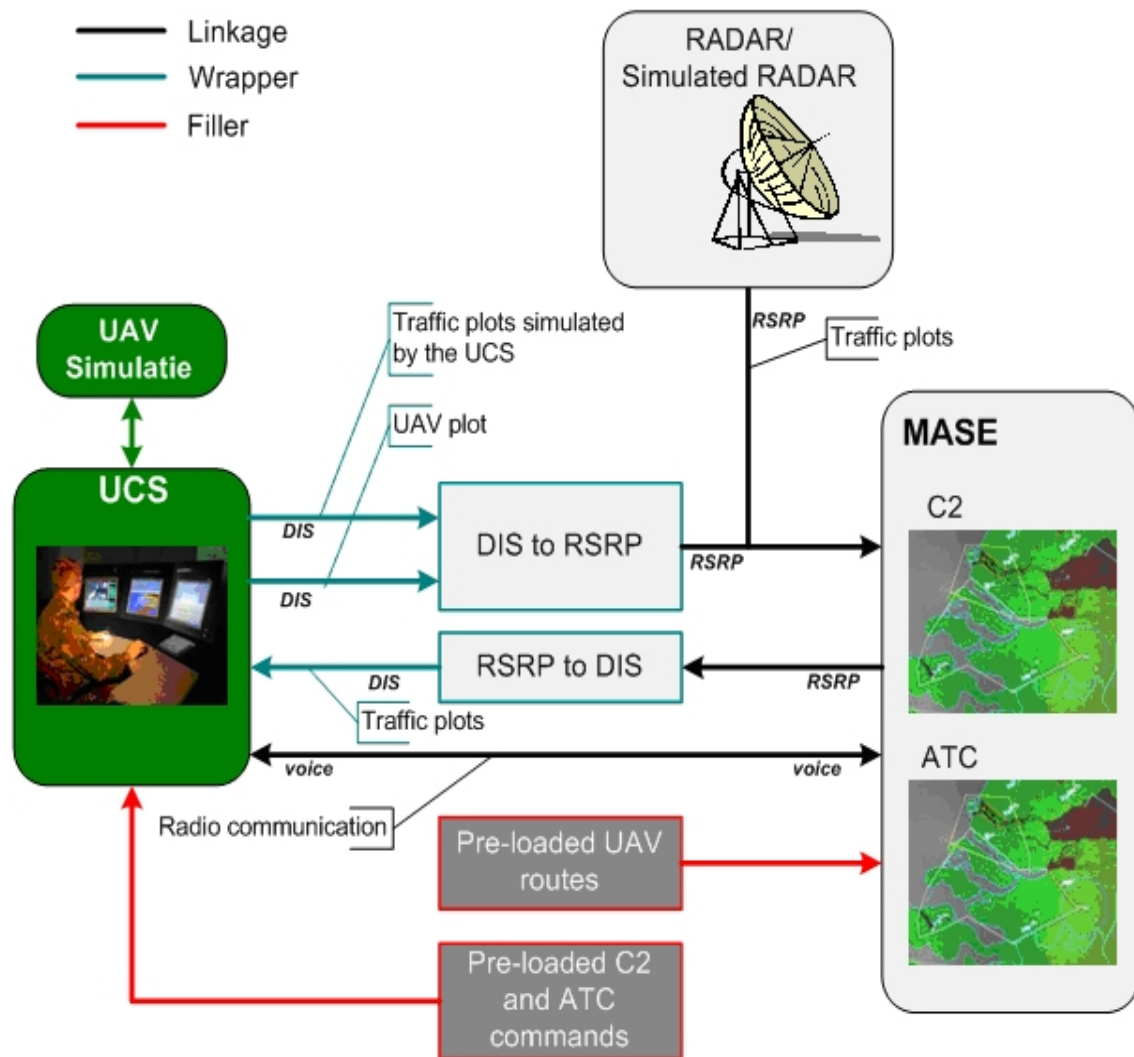 Linkage
Wrapper
Filler
RADAR/
Simulated RADAR
RSRP
Traffic plots
UAV
Simulatie
Traffic plots simulated
by the UCS
UAV plot
UCS
DIS
DIS
DIS to RSRP
RSRP
MASE
C2
RSRP to DIS
DIS
RSRP
Traffic plots
voice
voice
ATC
Radio communication
Pre-loaded UAV
routes
Pre-loaded C2
and ATC
commands